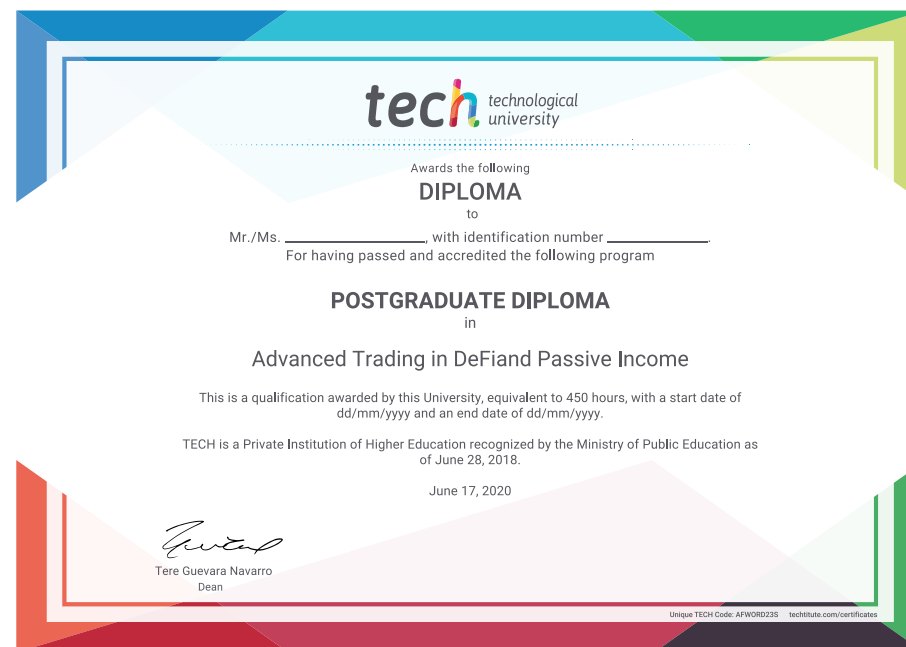 tech technological
university
Awards the following
DIPLOMA
to
Mr./Ms. ____________________, with identification number ______________.
For having passed and accredited the following program
POSTGRADUATE DIPLOMA
in
Advanced Trading in DeFiand Passive Income
This is a qualification awarded by this University, equivalent to 450 hours, with a start date of
dd/mm/yyyy and an end date of dd/mm/yyyy.
TECH is a Private Institution of Higher Education recognized by the Ministry of Public Education as
of June 28, 2018.
June 17, 2020
Tere Guevara Navarro
Dean
Unique TECH Code: AFWORD23S techtitute.com/certificates